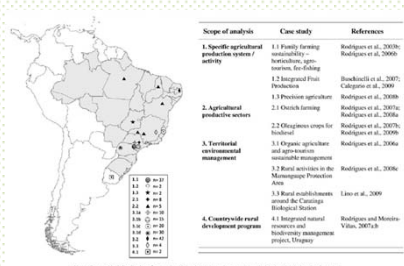 Scope of analysis Case study References
1. Specific agricultural production system / activity
1.1 Family farming sustainability – horticulture, agro-tourism, fee-fishing
Rodrigues et al., 2003b; Rodrigues et al., 2006b
1.2 Integrated Fruit Production
Buschinelli et al., 2007; Calegario et al., 2009
1.3 Precision agriculture
Rodrigues et al., 2008b
2. Agricultural productive sectors
2.1 Ostrich farming
Rodrigues et al., 2007a; Rodrigues et al., 2008a
2.2 Oleaginous crops for biodiesel
Rodrigues et al., 2007b; Rodrigues et al., 2009b
3. Territorial environmental management
3.1 Organic agriculture and agro-tourism sustainable management
Rodrigues et al., 2006a
3.2 Rural activities in the Mamanguape Protection Area
Rodrigues et al., 2008c
3.3 Rural establishments around the Caratinga Biological Station
Lino et al., 2009
4. Countrywide rural development program
4.1 Integrated natural resources and biodiversity management project, Uruguay
Rodrigues and Moreira-Viñas, 2007a;b